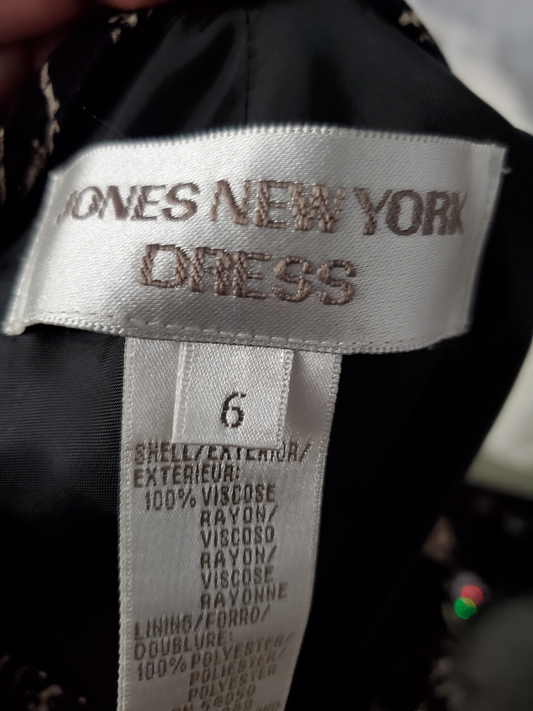 JONES NEW YORK
DRESS
6
SHELL/EXTERIOR/
EXTERIEUR:
100% VISCOSE
RAYON/
VISCOSO
RAYON/
VISCOSE
RAYONNE
LINING/FORRO/
DOUBLURE:
100% POLYESTER/
POLIESTER/
POLYESTER